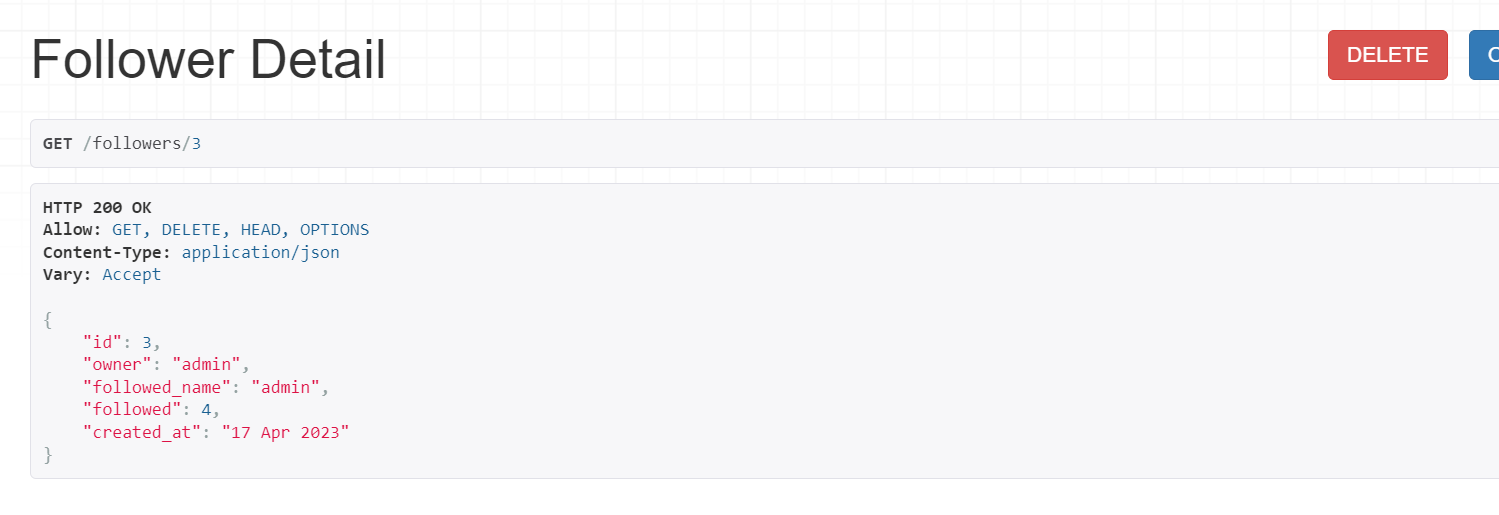 Follower Detail
DELETE
O
GET /followers/3
HTTP 200 OK
Allow: GET, DELETE, HEAD, OPTIONS
Content-Type: application/json
Vary: Accept
{
    "id": 3,
    "owner": "admin",
    "followed_name": "admin",
    "followed": 4,
    "created_at": "17 Apr 2023"
}